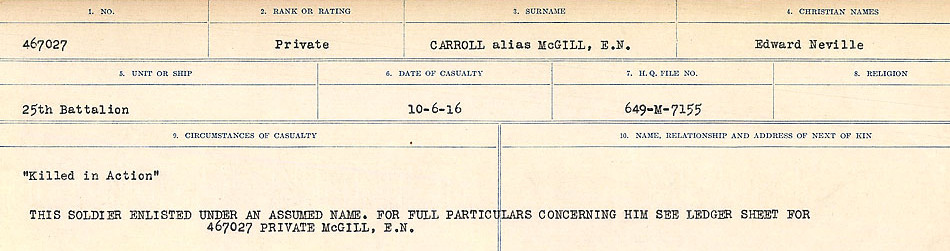 1. NO. 2. RANK OR RATING 3. SURNAME 4. CHRISTIAN NAMES
467027 Private CARROLL alias McGILL, E.N. Edward Neville
5. UNIT OR SHIP 6. DATE OF CASUALTY 7. H.Q. FILE NO. 8. RELIGION
25th Battalion 10-6-16 649-M-7155
9. CIRCUMSTANCES OF CASUALTY 10. NAME, RELATIONSHIP AND ADDRESS OF NEXT OF KIN
"Killed in Action"
THIS SOLDIER ENLISTED UNDER AN ASSUMED NAME. FOR FULL PARTICULARS CONCERNING HIM SEE LEDGER SHEET FOR
467027 PRIVATE McGILL, E.N.